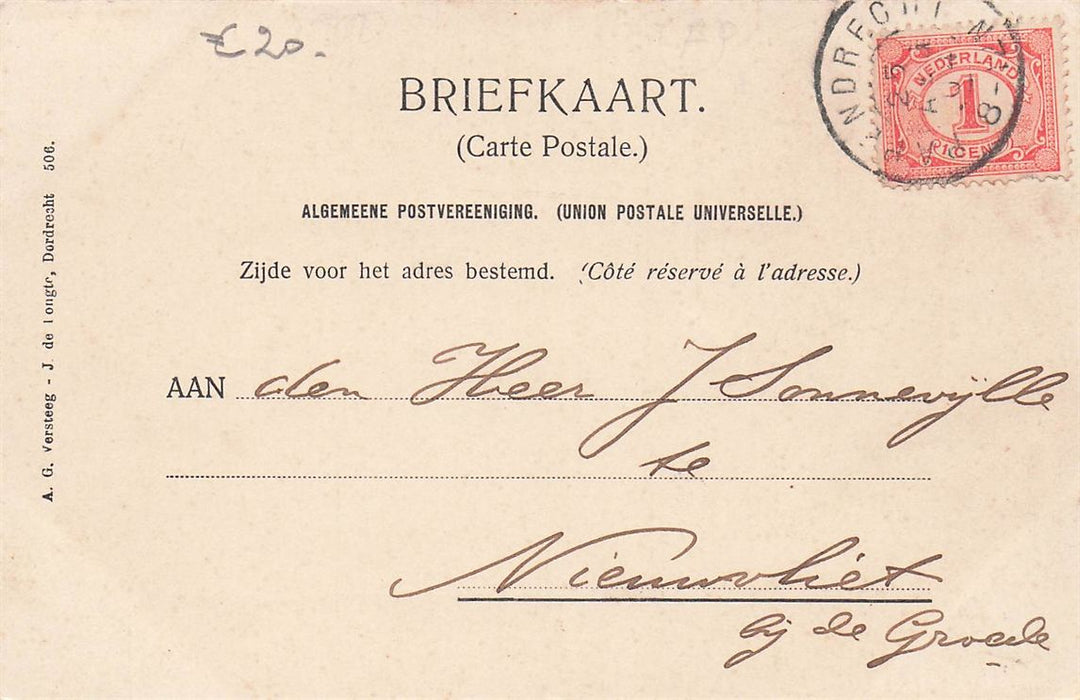 € 20.-
BRIEFKAART.
(Carte Postale.)
ALGEMEENE POSTVEREENIGING. (UNION POSTALE UNIVERSELLE.)
Zijde voor het adres bestemd. (Côté réservé à l'adresse.)
AAN den Heer J Sonnevijlle
te
Nieuwvliet
bij de Groede
A. G. Versteeg - J. de Longte, Dordrecht 506.
NEDERLAND
1
1 CENT